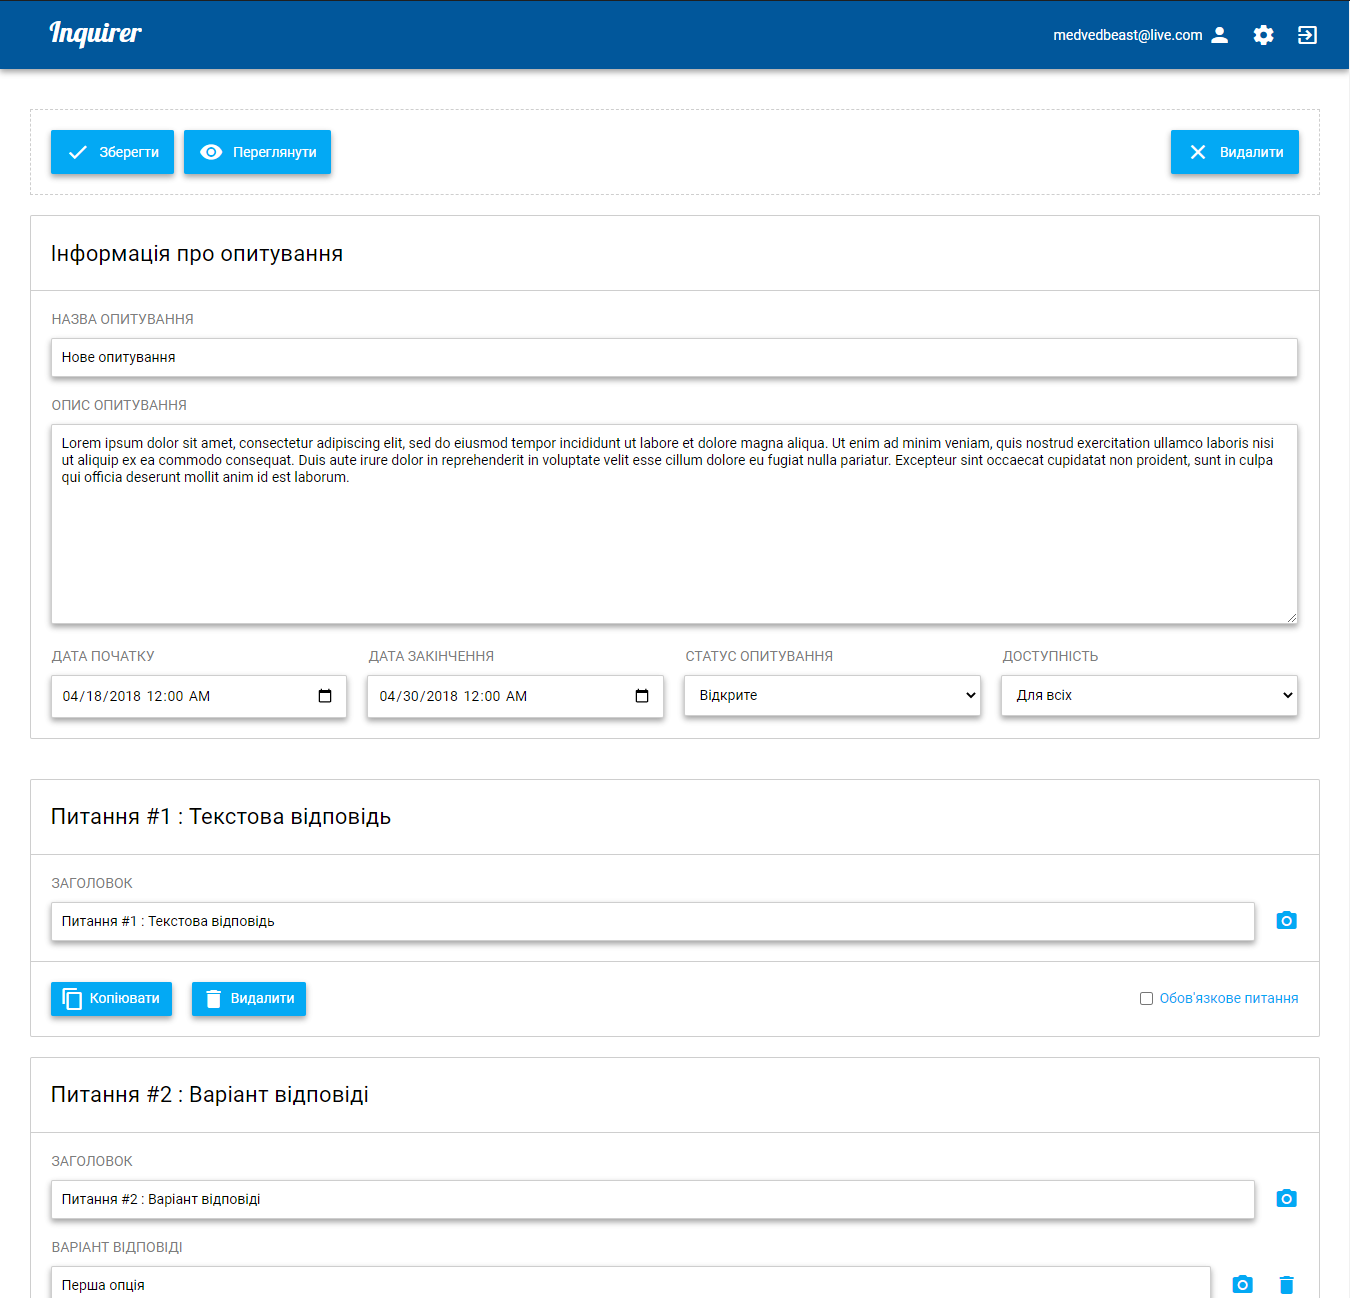 Inquirer
medvedbeast@live.com
Зберегти
Переглянути
Видалити
Інформація про опитування
НАЗВА ОПИТУВАННЯ
Нове опитування
ОПИС ОПИТУВАННЯ
Lorem ipsum dolor sit amet, consectetur adipiscing elit, sed do eiusmod tempor incididunt ut labore et dolore magna aliqua. Ut enim ad minim veniam, quis nostrud exercitation ullamco laboris nisi
ut aliquip ex ea commodo consequat. Duis aute irure dolor in reprehenderit in voluptate velit esse cillum dolore eu fugiat nulla pariatur. Excepteur sint occaecat cupidatat non proident, sunt in culpa
qui officia deserunt mollit anim id est laborum.
ДАТА ПОЧАТКУ
04/18/2018 12:00 AM
ДАТА ЗАКІНЧЕННЯ
04/30/2018 12:00 AM
СТАТУС ОПИТУВАННЯ
Відкрите
ДОСТУПНІСТЬ
Для всіх
Питання #1 : Текстова відповідь
ЗАГОЛОВОК
Питання #1 : Текстова відповідь
Копіювати
Видалити
Обов'язкове питання
Питання #2 : Варіант відповіді
ЗАГОЛОВОК
Питання #2 : Варіант відповіді
ВАРІАНТ ВІДПОВІДІ
Перша опція